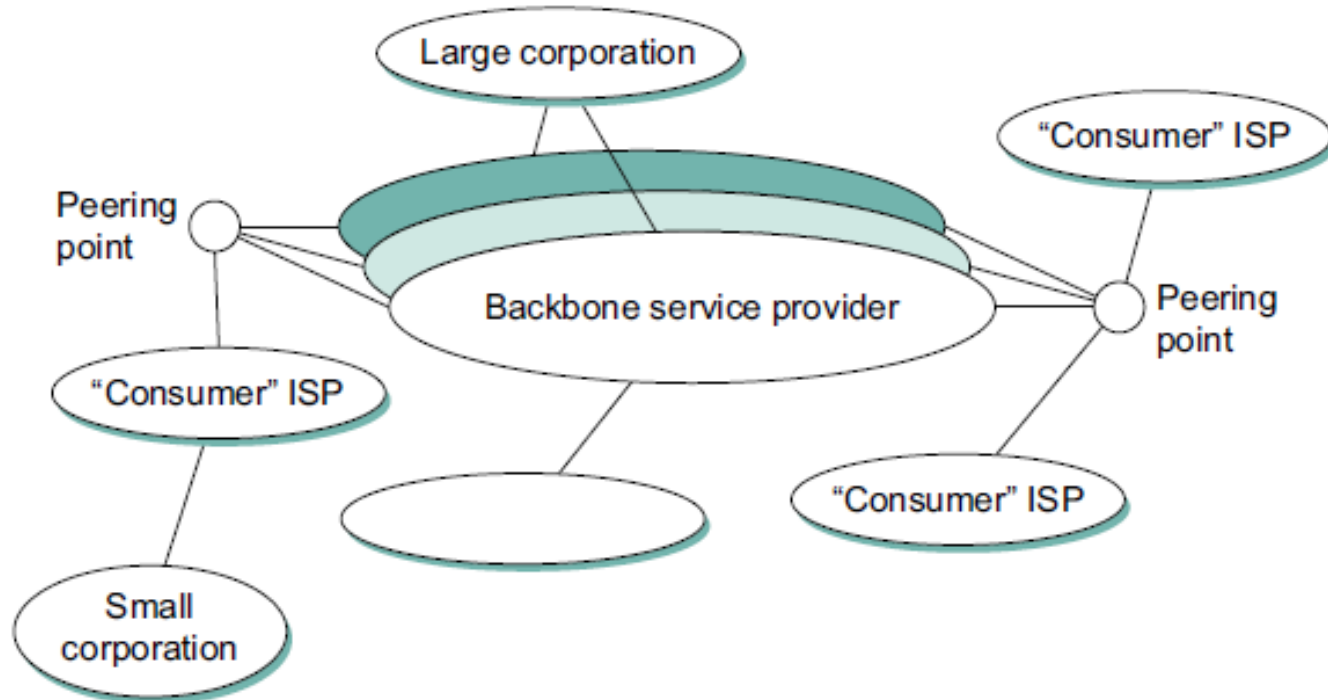 Large corporation
“Consumer” ISP
Peering
point
Backbone service provider
Peering
point
“Consumer” ISP
“Consumer” ISP
Small
corporation